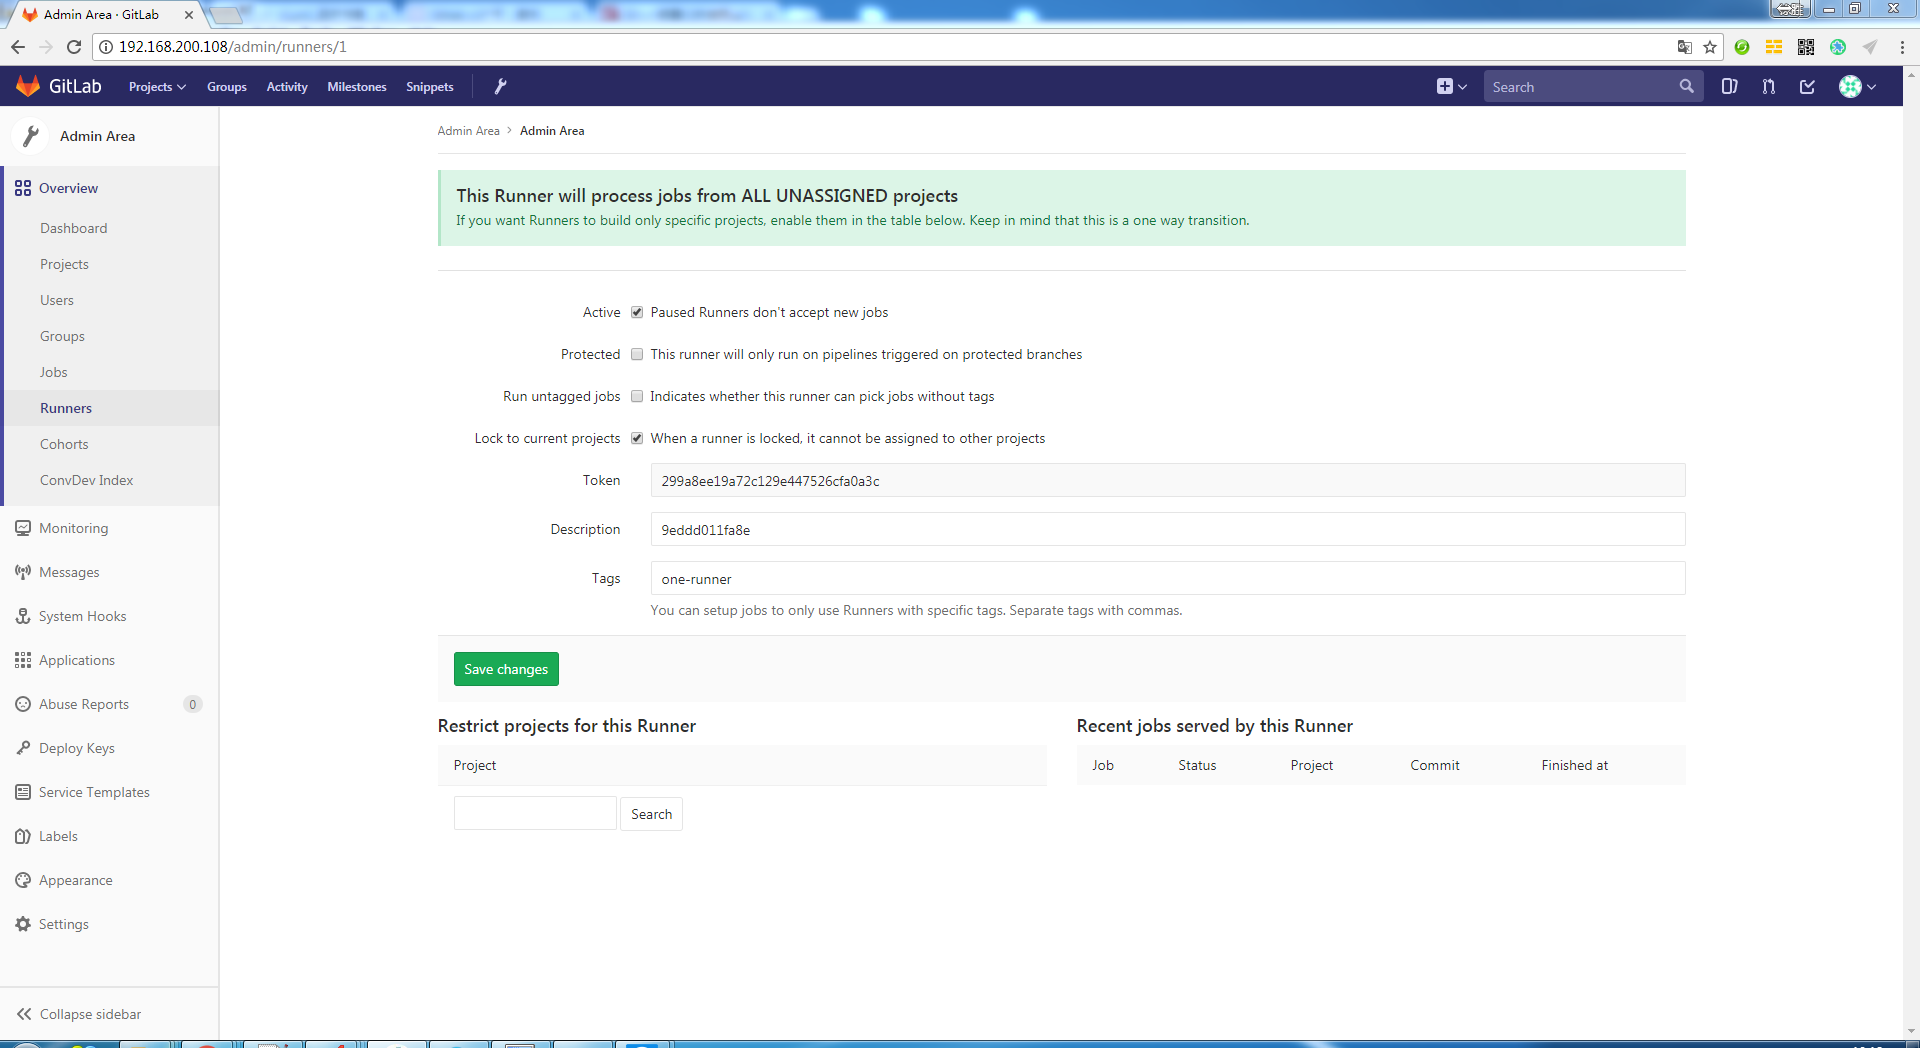 Admin Area · GitLab
192.168.200.108/admin/runners/1
GitLab
Projects
Groups
Activity
Milestones
Snippets
Search
Admin Area
Overview
Dashboard
Projects
Users
Groups
Jobs
Runners
Cohorts
ConvDev Index
Monitoring
Messages
System Hooks
Applications
Abuse Reports 0
Deploy Keys
Service Templates
Labels
Appearance
Settings
Collapse sidebar
Admin Area > Admin Area
This Runner will process jobs from ALL UNASSIGNED projects
If you want Runners to build only specific projects, enable them in the table below. Keep in mind that this is a one way transition.
Active Paused Runners don't accept new jobs
Protected This runner will only run on pipelines triggered on protected branches
Run untagged jobs Indicates whether this runner can pick jobs without tags
Lock to current projects When a runner is locked, it cannot be assigned to other projects
Token 299a8ee19a72c129e447526cfa0a3c
Description 9eddd011fa8e
Tags one-runner
You can setup jobs to only use Runners with specific tags. Separate tags with commas.
Save changes
Restrict projects for this Runner
Project
Search
Recent jobs served by this Runner
Job Status Project Commit Finished at